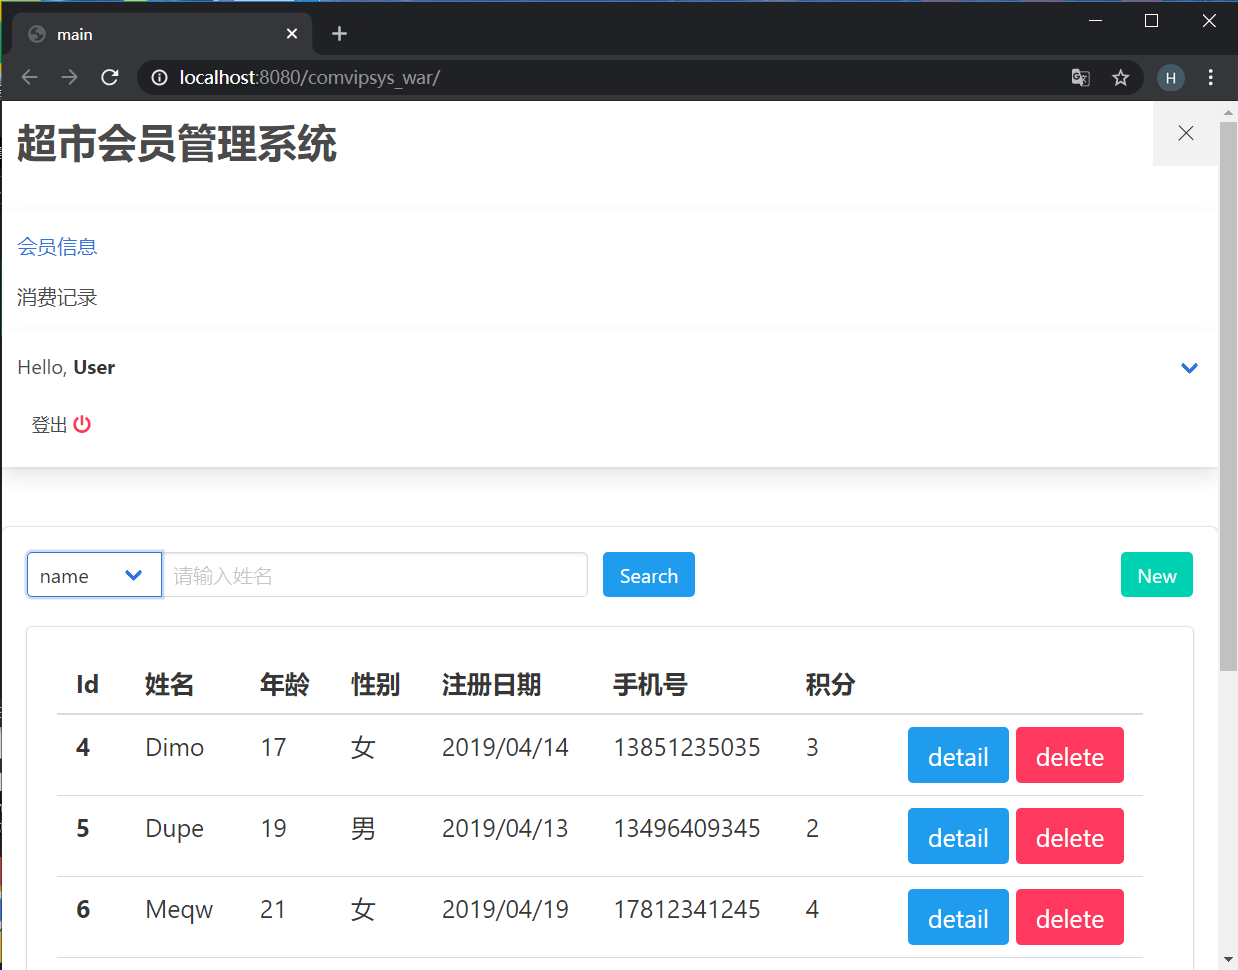 main
localhost:8080/comvipsys_war/
H
超市会员管理系统
会员信息
消费记录
Hello, User
登出
name 请输入姓名 Search New
Id 姓名 年龄 性别 注册日期 手机号 积分
4 Dimo 17 女 2019/04/14 13851235035 3 detail delete
5 Dupe 19 男 2019/04/13 13496409345 2 detail delete
6 Meqw 21 女 2019/04/19 17812341245 4 detail delete